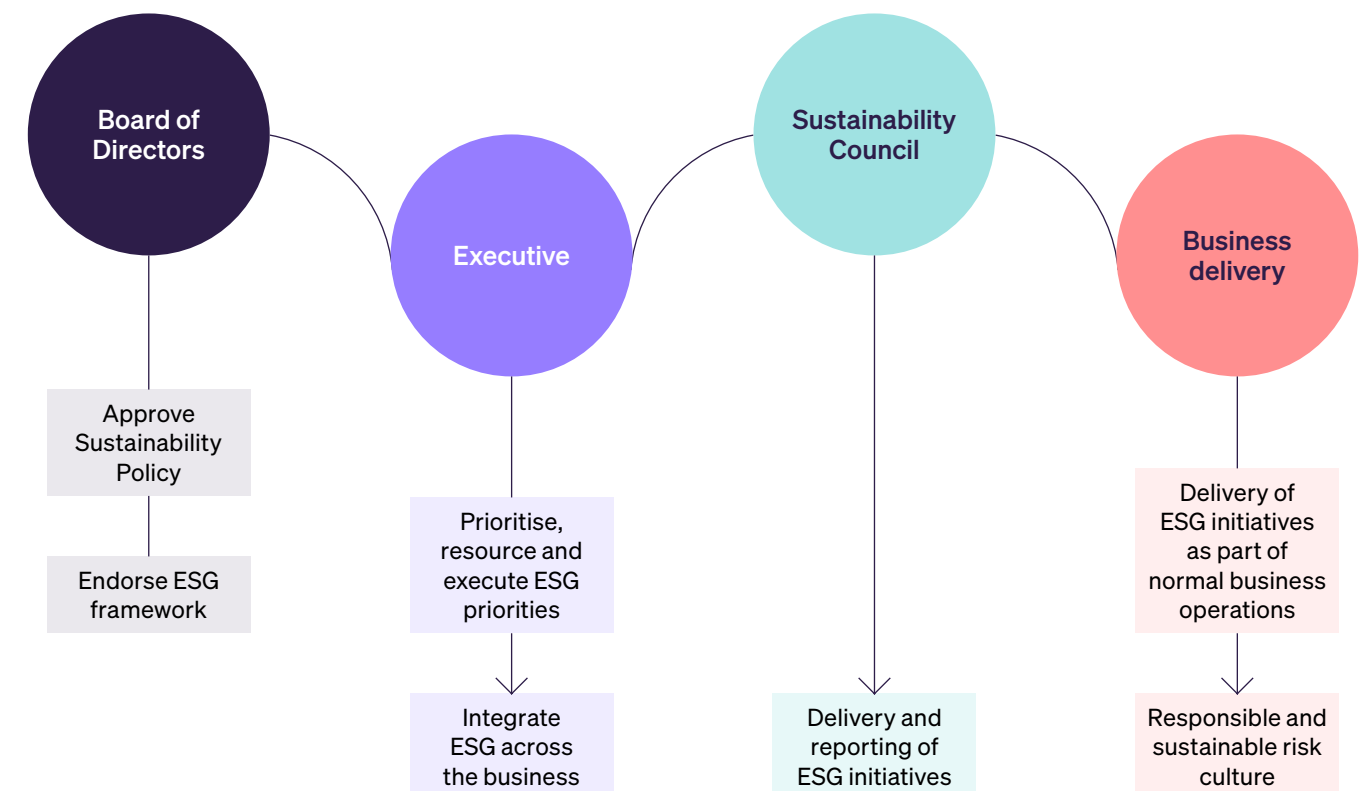 Board of
Directors
Executive
Sustainability
Council
Business
delivery
Approve
Sustainability
Policy
Endorse ESG
framework
Prioritise,
resource and
execute ESG
priorities
Integrate
ESG across
the business
Delivery and
reporting of
ESG initiatives
Delivery of
ESG initiatives
as part of
normal business
operations
Responsible and
sustainable risk
culture